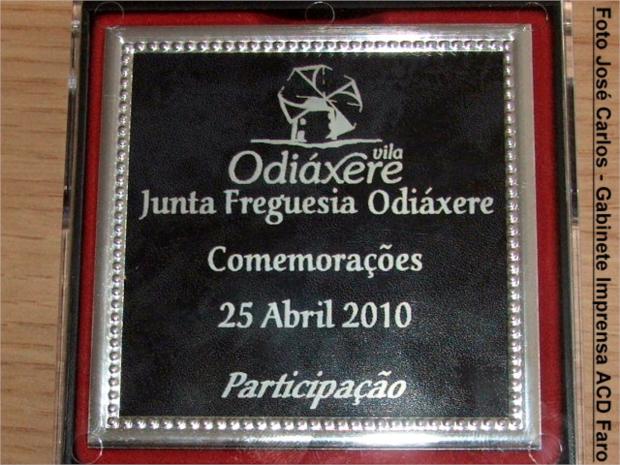 vila
Odiáxere
Junta Freguesia Odiáxere
Comemorações
25 Abril 2010
Participação
Foto José Carlos - Gabinete Imprensa ACD Faro